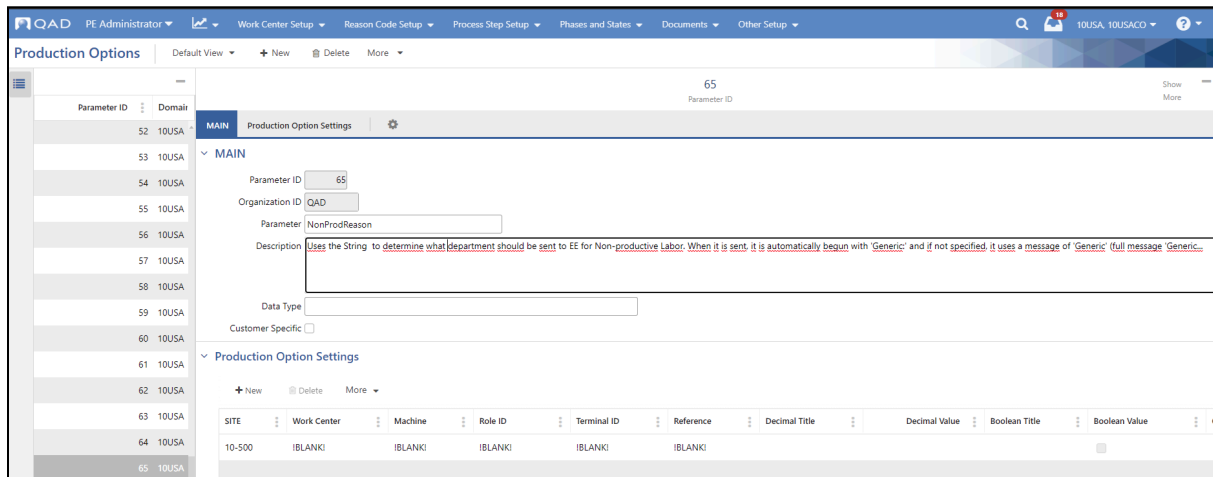 QAD PE Administrator Work Center Setup Reason Code Setup Process Step Setup Phases and States Documents Other Setup 18 10USA, 10USACO ?
Production Options Default View + New Delete More
65 Show
Parameter ID More
Parameter ID Domain
MAIN Production Option Settings
52 10USA
53 10USA
54 10USA
55 10USA
56 10USA
57 10USA
58 10USA
59 10USA
60 10USA
61 10USA
62 10USA
63 10USA
64 10USA
65 10USA
MAIN
Parameter ID 65
Organization ID QAD
Parameter NonProdReason
Description Uses the String to determine what department should be sent to EE for Non-productive Labor. When it is sent, it is automatically begun with 'Generic:' and if not specified, it uses a message of 'Generic' (full message 'Generic...
Data Type
Customer Specific
Production Option Settings
+ New Delete More
SITE Work Center Machine Role ID Terminal ID Reference Decimal Title Decimal Value Boolean Title Boolean Value
10-500 !BLANK! !BLANK! !BLANK! !BLANK! !BLANK!